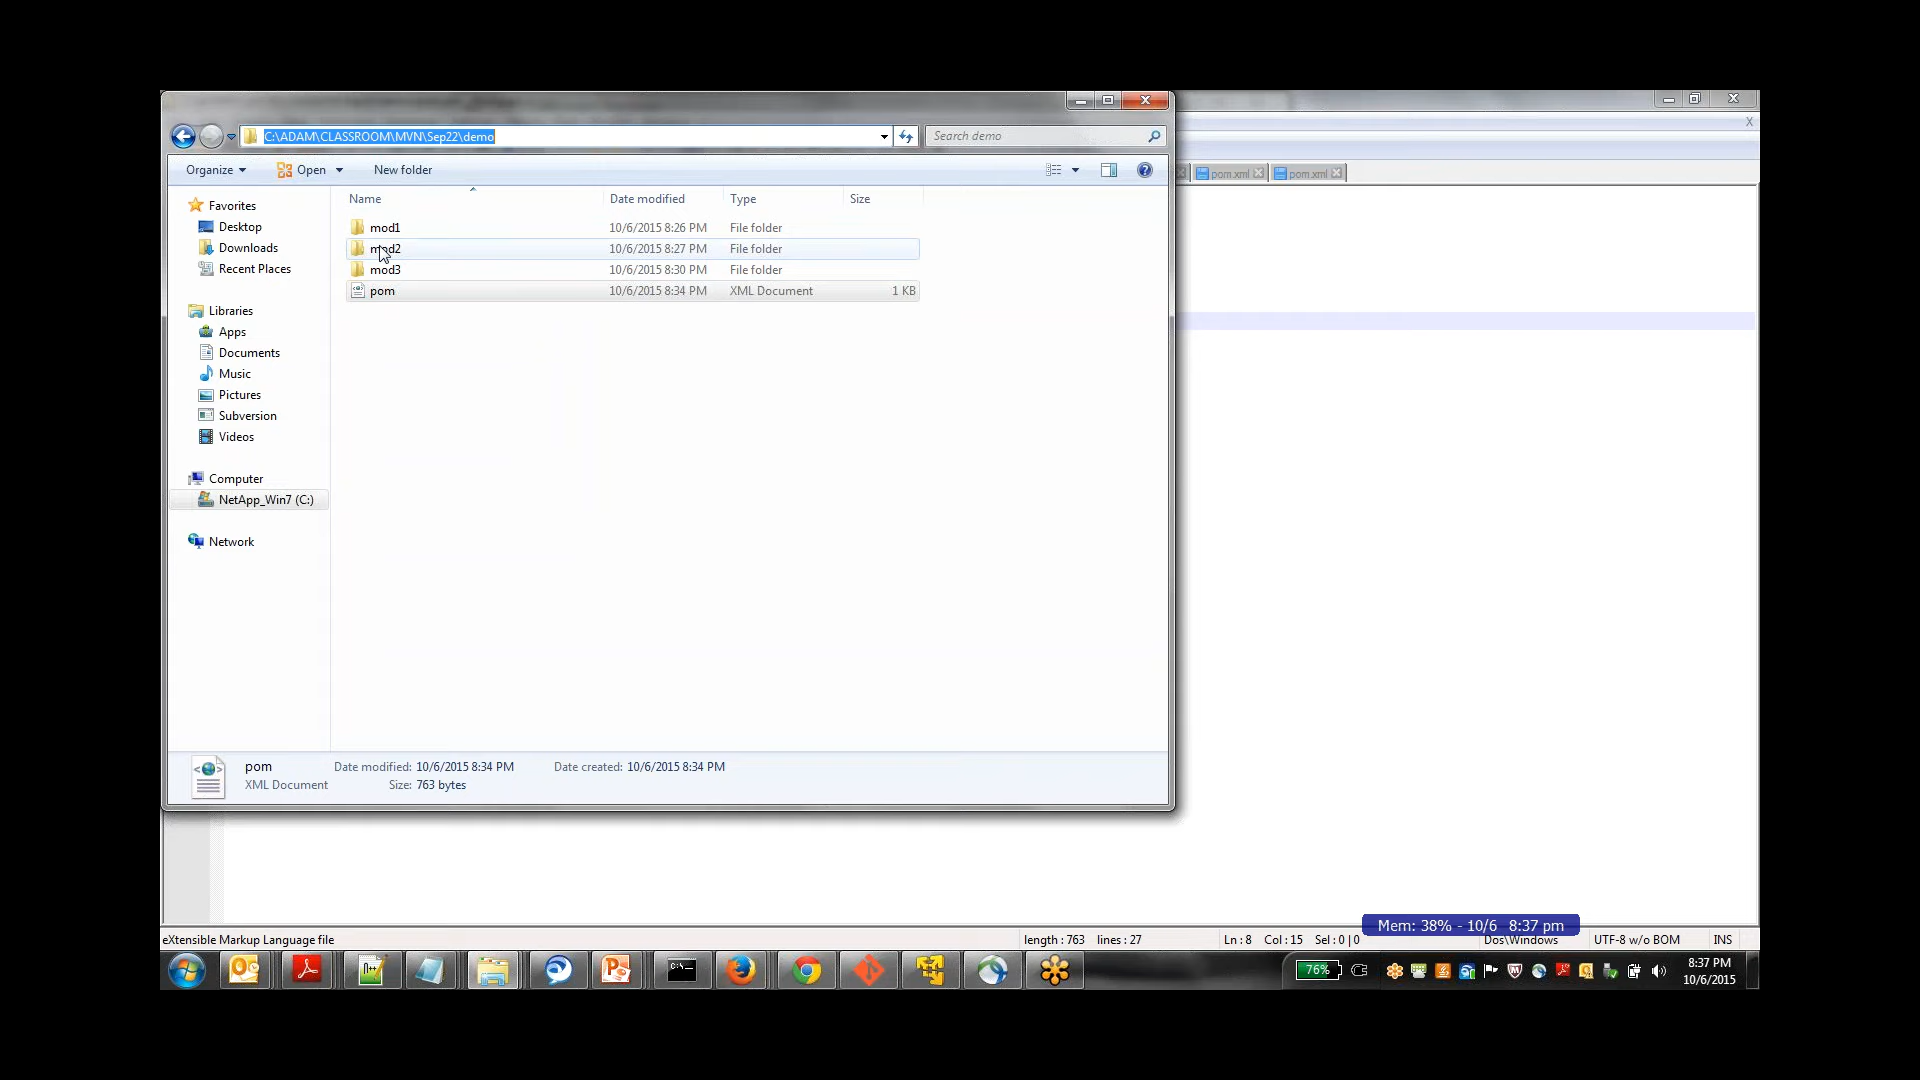 C:\ADAM\CLASSROOM\MVN\Sep22\demo
Search demo
Organize Open New folder
pom.xml pom.xml
Name Date modified Type Size
Favorites
Desktop
Downloads
Recent Places
Libraries
Apps
Documents
Music
Pictures
Subversion
Videos
Computer
NetApp_Win7 (C:)
Network
mod1 10/6/2015 8:26 PM File folder
mod2 10/6/2015 8:27 PM File folder
mod3 10/6/2015 8:30 PM File folder
pom 10/6/2015 8:34 PM XML Document 1 KB
pom Date modified: 10/6/2015 8:34 PM Date created: 10/6/2015 8:34 PM
XML Document Size: 763 bytes
Mem: 38% - 10/6 8:37 pm
eXtensible Markup Language file length : 763 lines : 27 Ln : 8 Col : 15 Sel : 0 | 0 Dos\Windows UTF-8 w/o BOM INS
76%
8:37 PM
10/6/2015